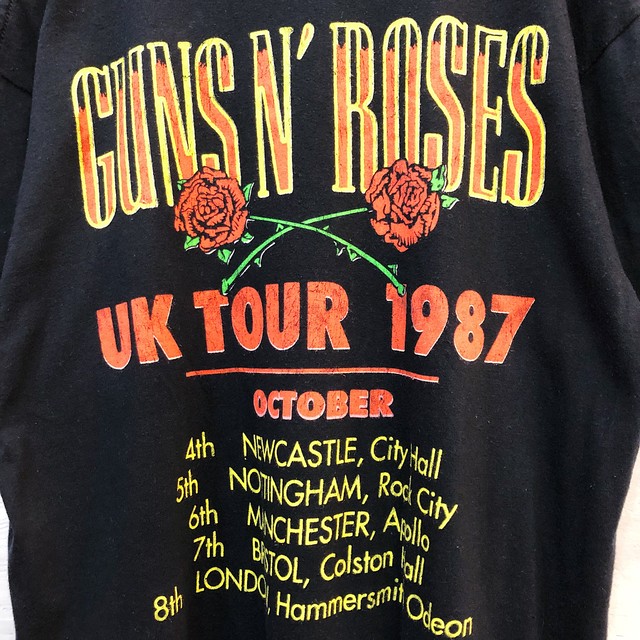 GUNS N' ROSES
UK TOUR 1987
OCTOBER
4th NEWCASTLE, City Hall
5th NOTTINGHAM, Rock City
6th MANCHESTER, Apollo
7th BRISTOL, Colston Hall
8th LONDON, Hammersmith Odeon